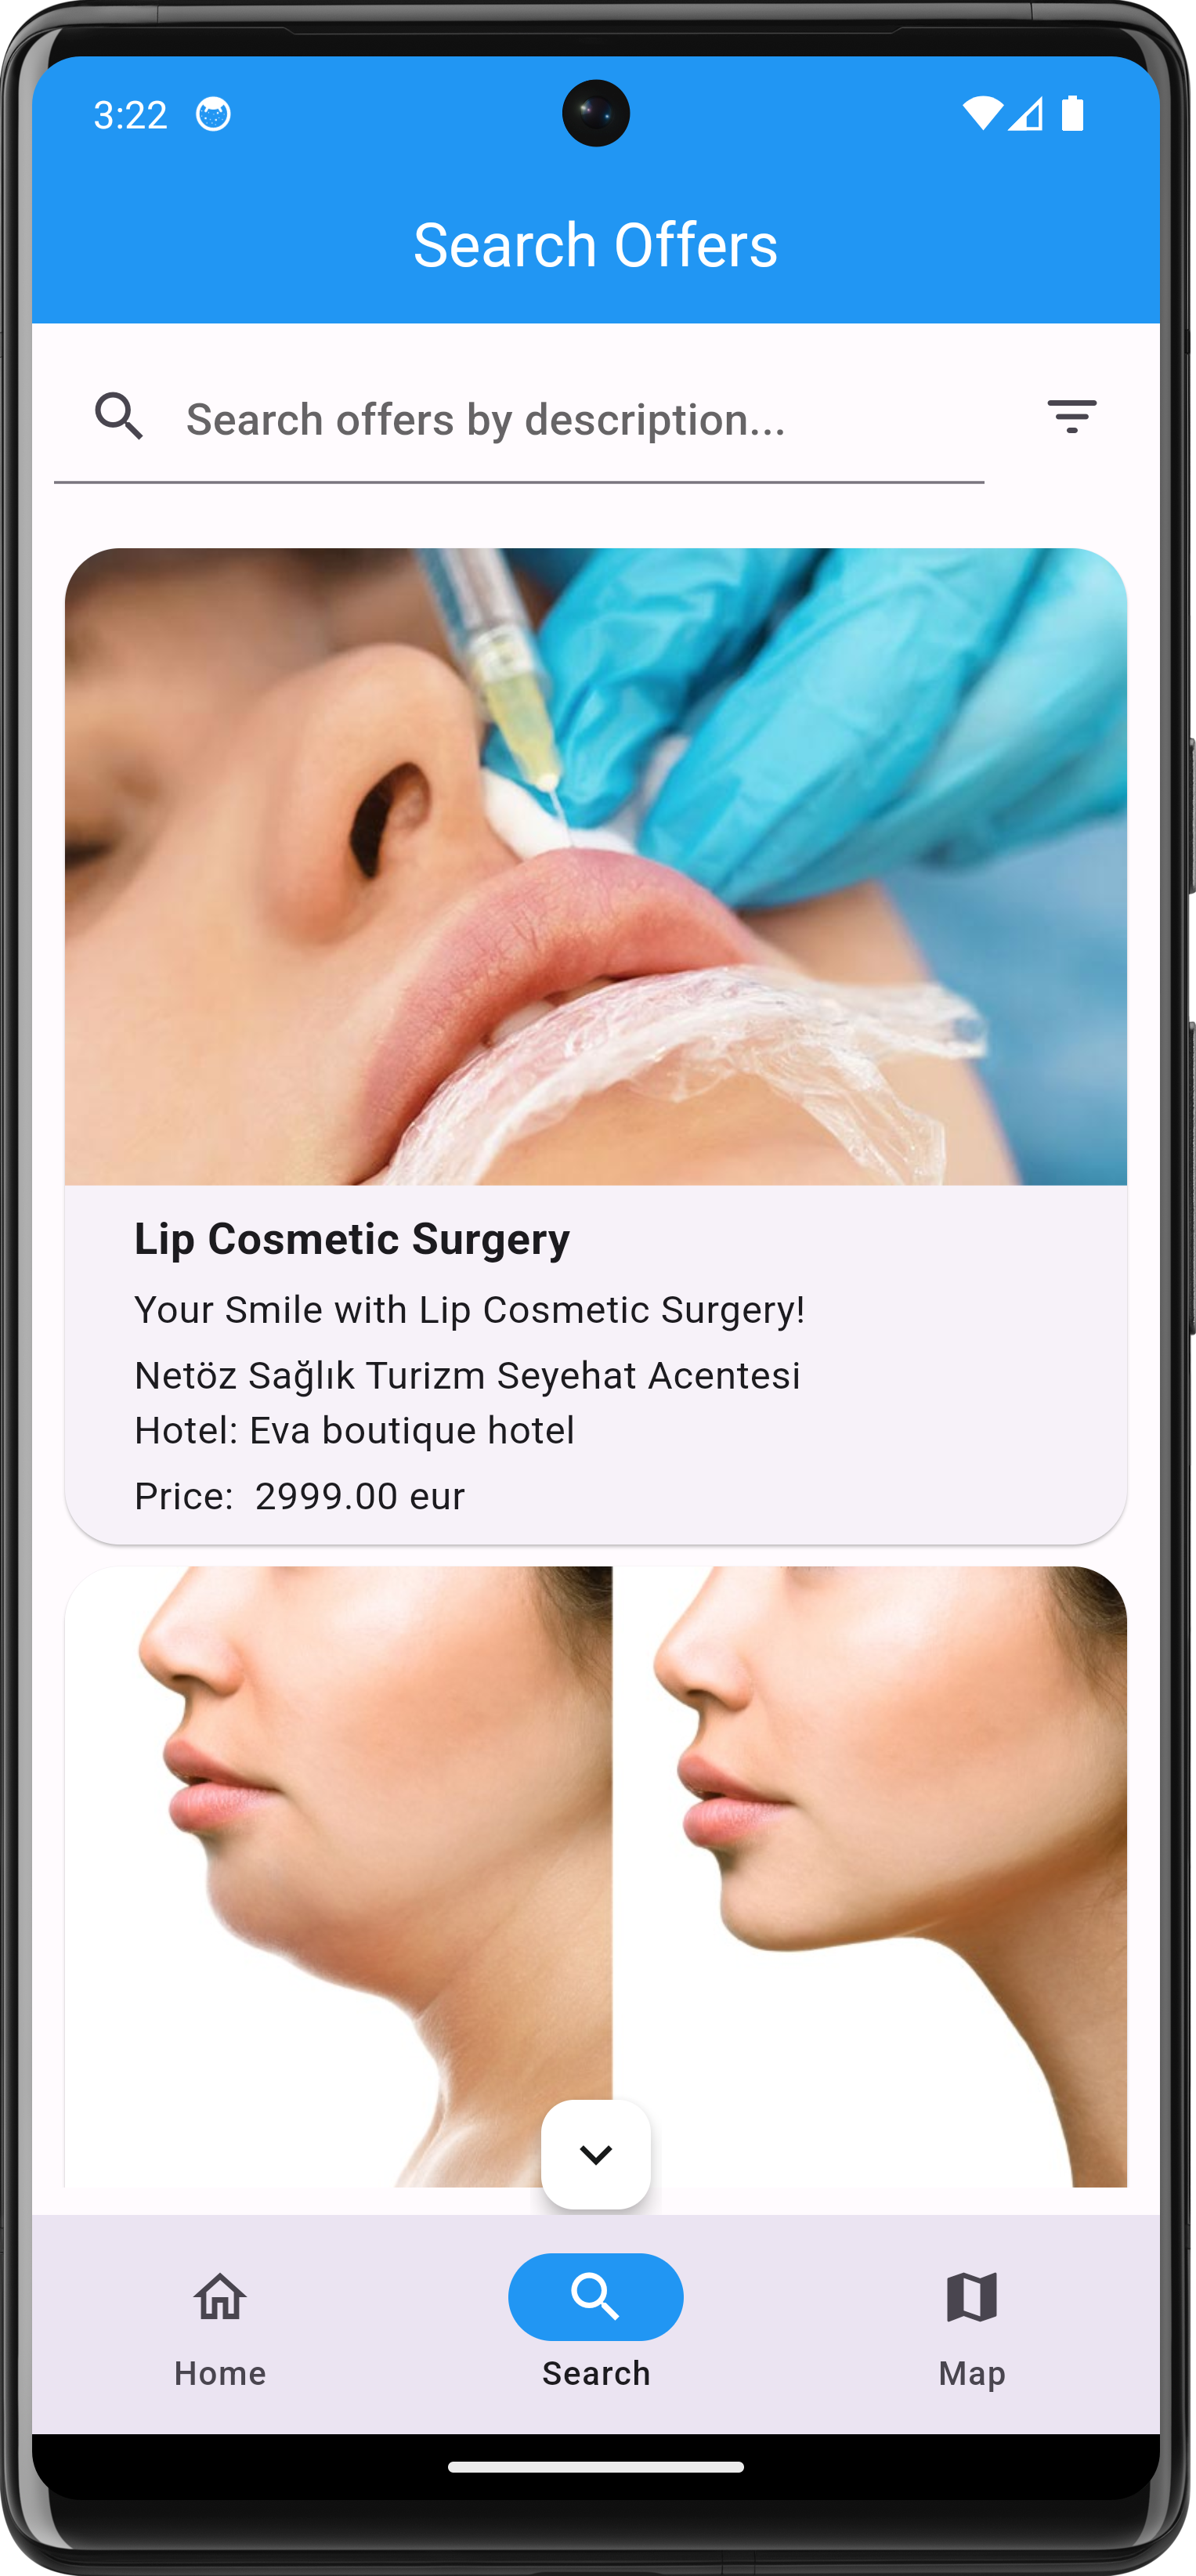 3:22
Search Offers
Search offers by description...
Lip Cosmetic Surgery
Your Smile with Lip Cosmetic Surgery!
Netöz Sağlık Turizm Seyehat Acentesi
Hotel: Eva boutique hotel
Price:  2999.00 eur
Home
Search
Map